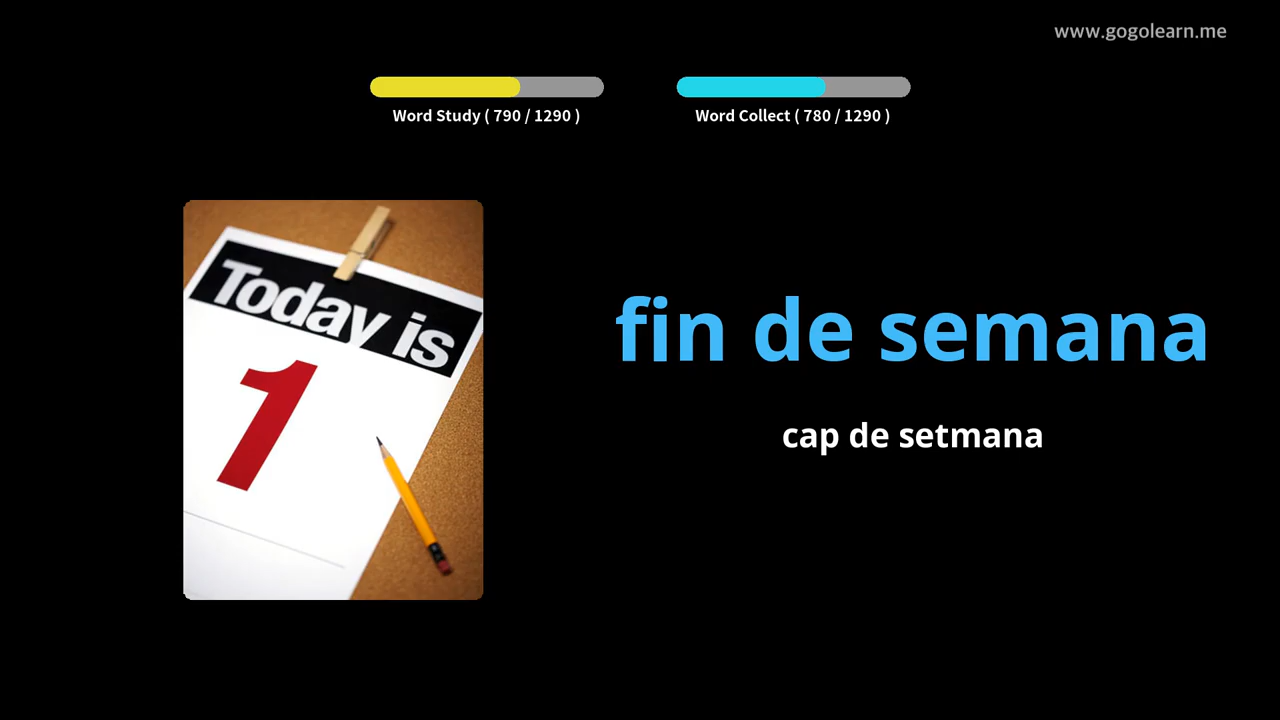 www.gogolearn.me
Word Study ( 790 / 1290 )
Word Collect ( 780 / 1290 )
Today is
1
fin de semana
cap de setmana